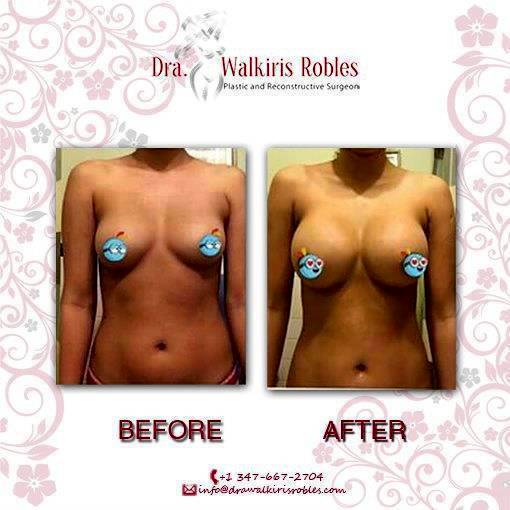 Dra. Walkiris Robles
Plastic and Reconstructive Surgeon
BEFORE AFTER
+1 347-667-2704
info@drawalkirisrobles.com